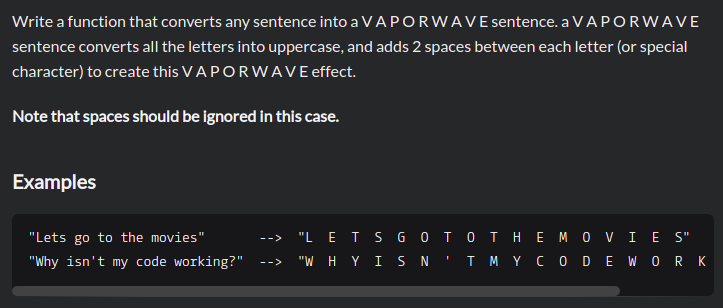 Write a function that converts any sentence into a V A P O R W A V E sentence. a V A P O R W A V E
sentence converts all the letters into uppercase, and adds 2 spaces between each letter (or special
character) to create this V A P O R W A V E effect.
Note that spaces should be ignored in this case.
Examples
"Lets go to the movies"       -->  "L  E  T  S  G  O  T  O  T  H  E  M  O  V  I  E  S"
"Why isn't my code working?"  -->  "W  H  Y  I  S  N  '  T  M  Y  C  O  D  E  W  O  R  K